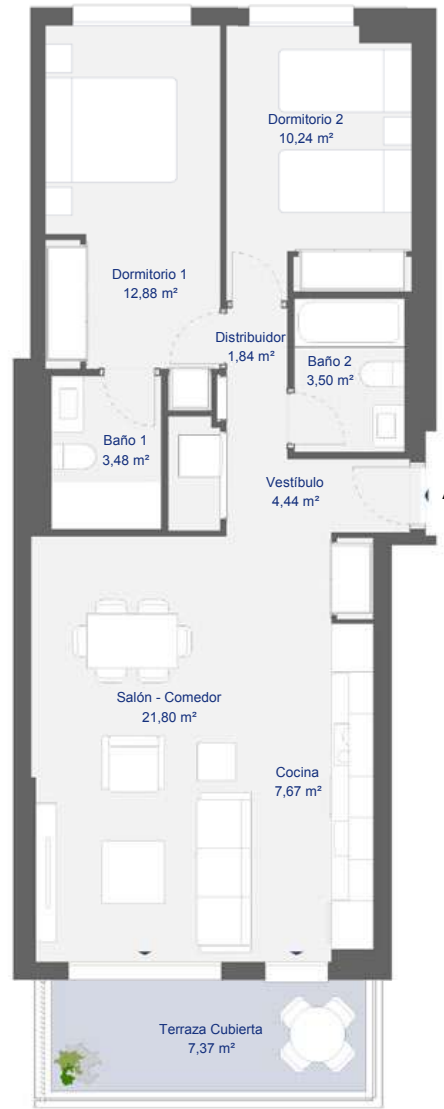 Dormitorio 2
10,24 m²
Dormitorio 1
12,88 m²
Distribuidor
1,84 m²
Baño 2
3,50 m²
Baño 1
3,48 m²
Vestíbulo
4,44 m²
Salón - Comedor
21,80 m²
Cocina
7,67 m²
Terraza Cubierta
7,37 m²